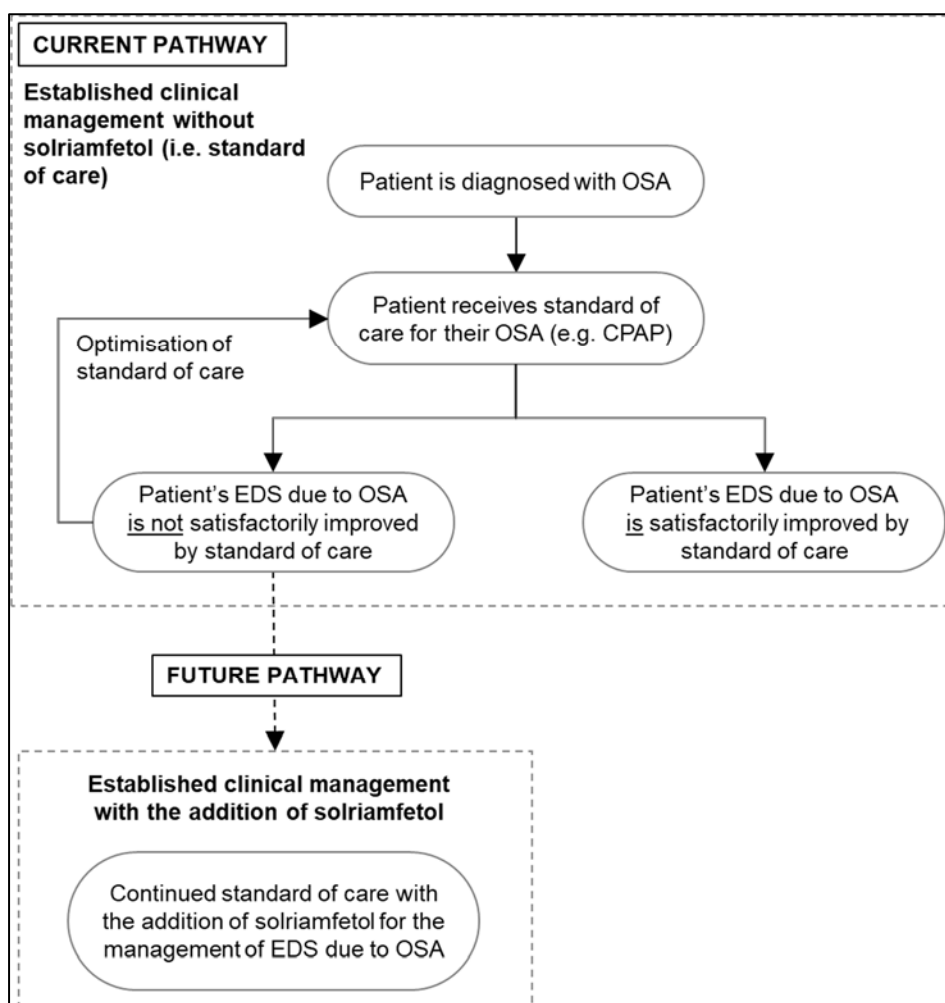 CURRENT PATHWAY
Established clinical
management without
solriamfetol (i.e. standard
of care)
Patient is diagnosed with OSA
Patient receives standard of
care for their OSA (e.g. CPAP)
Optimisation of
standard of care
Patient's EDS due to OSA
is not satisfactorily improved
by standard of care
Patient's EDS due to OSA
is satisfactorily improved by
standard of care
FUTURE PATHWAY
Established clinical management
with the addition of solriamfetol
Continued standard of care with
the addition of solriamfetol for the
management of EDS due to OSA